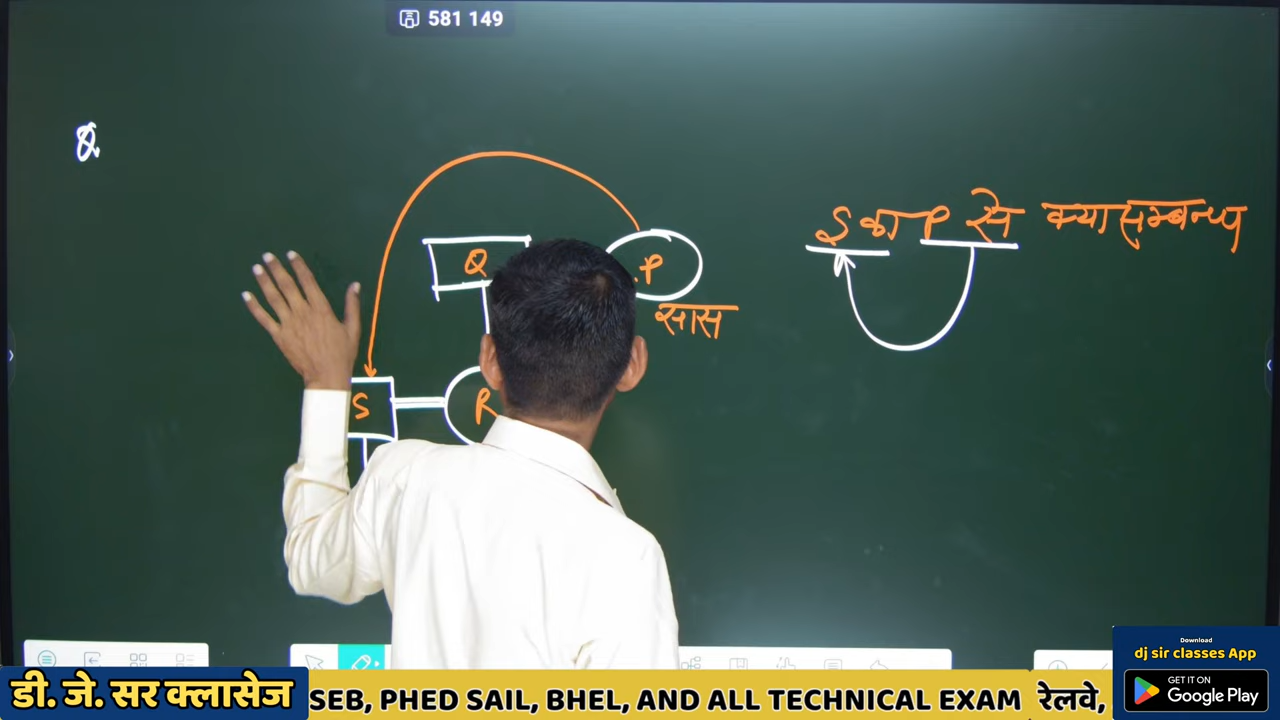 581 149
Q
S का P से क्या सम्बन्ध
Q
P
सास
S
R
Download
dj sir classes App
GET IT ON
Google Play
डी. जे. सर क्लासेज
SEB, PHED SAIL, BHEL, AND ALL TECHNICAL EXAM रेलवे,